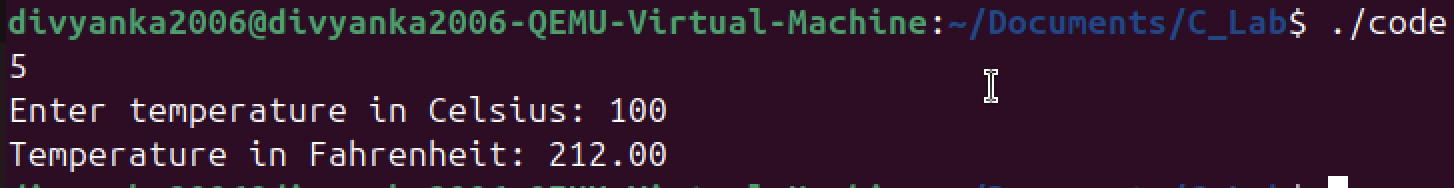 divyanka2006@divyanka2006-QEMU-Virtual-Machine:~/Documents/C_Lab$ ./code
5
Enter temperature in Celsius: 100
Temperature in Fahrenheit: 212.00